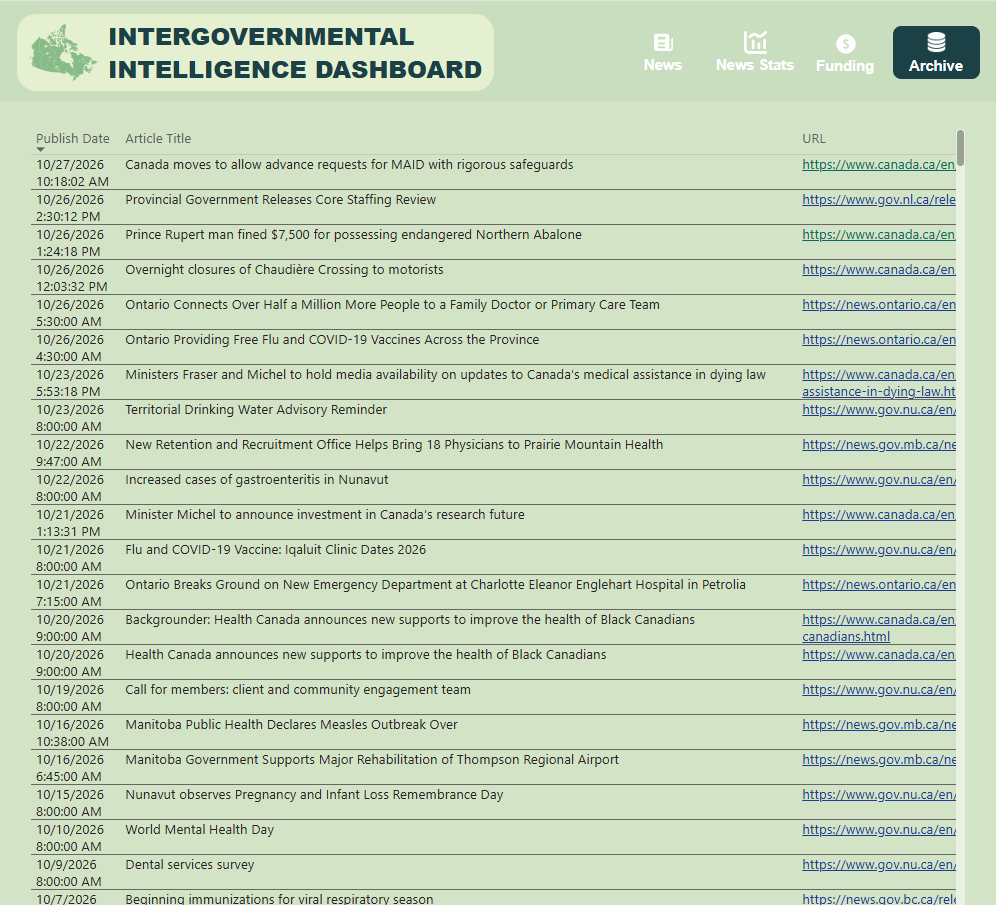 INTERGOVERNMENTAL
INTELLIGENCE DASHBOARD
News
News Stats
Funding
Archive
Publish Date Article Title URL
10/27/2026 Canada moves to allow advance requests for MAID with rigorous safeguards https://www.canada.ca/en
10:18:02 AM
10/26/2026 Provincial Government Releases Core Staffing Review https://www.gov.nl.ca/rele
2:30:12 PM
10/26/2026 Prince Rupert man fined $7,500 for possessing endangered Northern Abalone https://www.canada.ca/en
1:24:18 PM
10/26/2026 Overnight closures of Chaudière Crossing to motorists https://www.canada.ca/en
12:03:32 PM
10/26/2026 Ontario Connects Over Half a Million More People to a Family Doctor or Primary Care Team https://news.ontario.ca/en
5:30:00 AM
10/26/2026 Ontario Providing Free Flu and COVID-19 Vaccines Across the Province https://news.ontario.ca/en
4:30:00 AM
10/23/2026 Ministers Fraser and Michel to hold media availability on updates to Canada's medical assistance in dying law https://www.canada.ca/en
5:53:18 PM assistance-in-dying-law.ht
10/23/2026 Territorial Drinking Water Advisory Reminder https://www.gov.nu.ca/en/
8:00:00 AM
10/22/2026 New Retention and Recruitment Office Helps Bring 18 Physicians to Prairie Mountain Health https://news.gov.mb.ca/ne
9:47:00 AM
10/22/2026 Increased cases of gastroenteritis in Nunavut https://www.gov.nu.ca/en/
8:00:00 AM
10/21/2026 Minister Michel to announce investment in Canada's research future https://www.canada.ca/en
1:13:31 PM
10/21/2026 Flu and COVID-19 Vaccine: Iqaluit Clinic Dates 2026 https://www.gov.nu.ca/en/
8:00:00 AM
10/21/2026 Ontario Breaks Ground on New Emergency Department at Charlotte Eleanor Englehart Hospital in Petrolia https://news.ontario.ca/en
7:15:00 AM
10/20/2026 Backgrounder: Health Canada announces new supports to improve the health of Black Canadians https://www.canada.ca/en
9:00:00 AM canadians.html
10/20/2026 Health Canada announces new supports to improve the health of Black Canadians https://www.canada.ca/en
9:00:00 AM
10/19/2026 Call for members: client and community engagement team https://www.gov.nu.ca/en/
8:00:00 AM
10/16/2026 Manitoba Public Health Declares Measles Outbreak Over https://news.gov.mb.ca/ne
10:38:00 AM
10/16/2026 Manitoba Government Supports Major Rehabilitation of Thompson Regional Airport https://news.gov.mb.ca/ne
6:45:00 AM
10/15/2026 Nunavut observes Pregnancy and Infant Loss Remembrance Day https://www.gov.nu.ca/en/
8:00:00 AM
10/10/2026 World Mental Health Day https://www.gov.nu.ca/en/
8:00:00 AM
10/9/2026 Dental services survey https://www.gov.nu.ca/en/
8:00:00 AM
10/7/2026 Beginning immunizations for viral respiratory season https://news.gov.bc.ca/rele